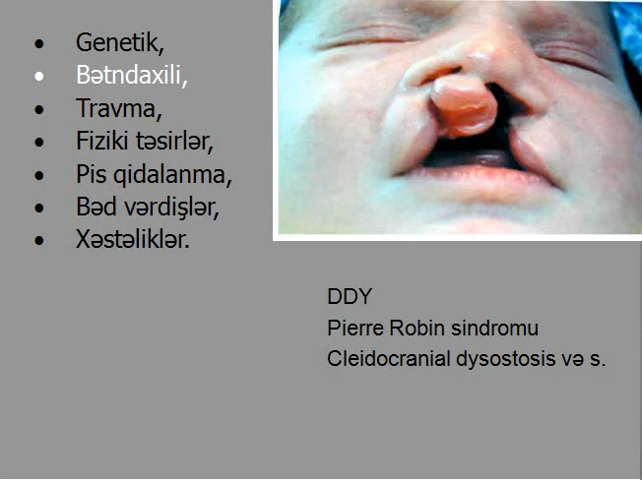 • Genetik,
• Bətndaxili,
• Travma,
• Fiziki təsirlər,
• Pis qidalanma,
• Bəd vərdişlər,
• Xəstəliklər.
DDY
Pierre Robin sindromu
Cleidocranial dysostosis və s.